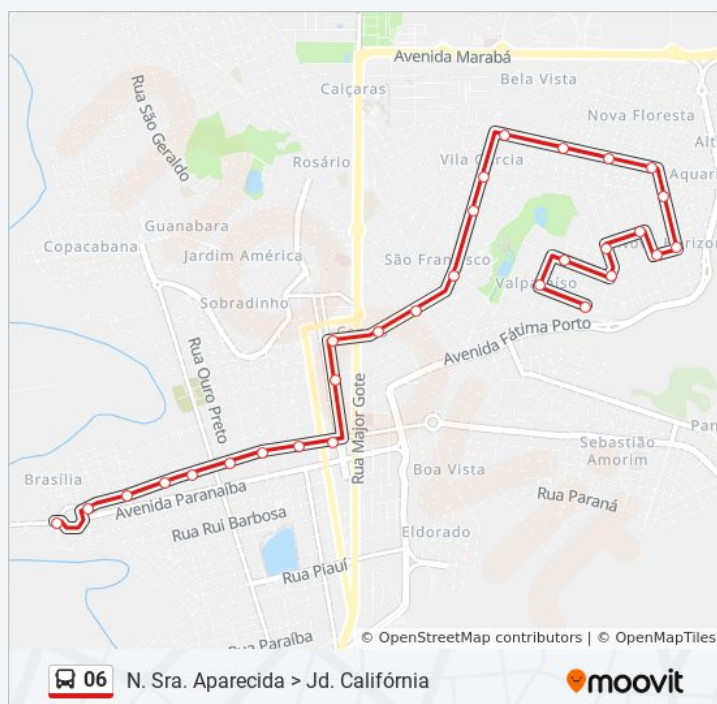 Avenida Marabá
Bela Vista
Caiçaras
Rua São Geraldo
Nova Floresta
Rosário
Vila Garcia
Guanabara
Copacabana
Jardim América
São Francisco
Sobradinho
Avenida Fátima Porto
Rua Ouro Preto
Rua Major Gote
Sebastião
Amorim
Brasília
Avenida Paranaíba
Boa Vista
Rua Paraná
Rua Rui Barbosa
Eldorado
Rua Piauí
Rua Paraíba
© OpenStreetMap contributors | © OpenMapTiles
06 N. Sra. Aparecida > Jd. Califórnia
moovit